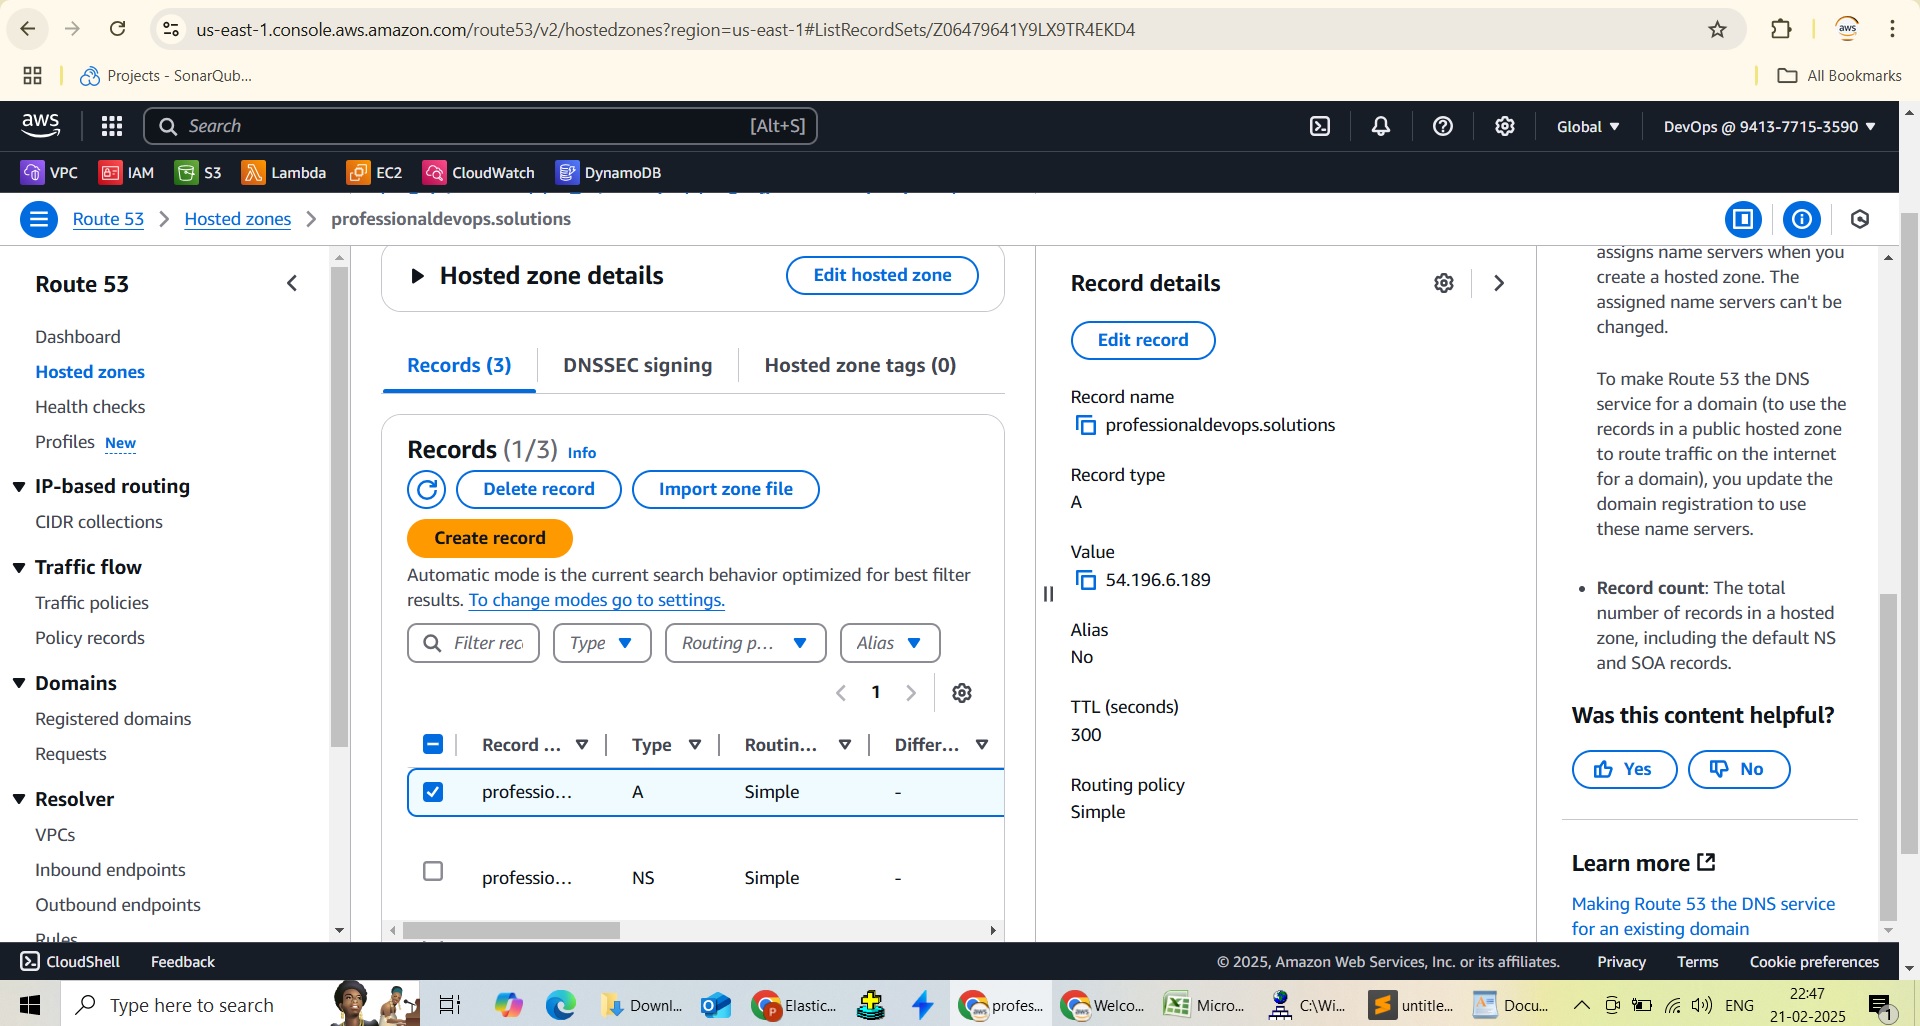 us-east-1.console.aws.amazon.com/route53/v2/hostedzones?region=us-east-1#ListRecordSets/Z06479641Y9LX9TR4EKD4
aws
Projects - SonarQub...
All Bookmarks
aws
Search
[Alt+S]
Global
DevOps @ 9413-7715-3590
VPC
IAM
S3
Lambda
EC2
CloudWatch
DynamoDB
Route 53
Hosted zones
professionaldevops.solutions
Route 53
Dashboard
Hosted zones
Health checks
Profiles New
IP-based routing
CIDR collections
Traffic flow
Traffic policies
Policy records
Domains
Registered domains
Requests
Resolver
VPCs
Inbound endpoints
Outbound endpoints
Rules
Hosted zone details
Edit hosted zone
Records (3)
DNSSEC signing
Hosted zone tags (0)
Records (1/3) Info
Delete record
Import zone file
Create record
Automatic mode is the current search behavior optimized for best filter
results. To change modes go to settings.
Filter rec
Type
Routing p...
Alias
1
Record ...
Type
Routin...
Differ...
professio...
A
Simple
-
professio...
NS
Simple
-
Record details
Edit record
Record name
professionaldevops.solutions
Record type
A
Value
54.196.6.189
Alias
No
TTL (seconds)
300
Routing policy
Simple
assigns name servers when you
create a hosted zone. The
assigned name servers can't be
changed.
To make Route 53 the DNS
service for a domain (to use the
records in a public hosted zone
to route traffic on the internet
for a domain), you update the
domain registration to use
these name servers.
• Record count: The total
number of records in a hosted
zone, including the default NS
and SOA records.
Was this content helpful?
Yes
No
Learn more
Making Route 53 the DNS service
for an existing domain
CloudShell
Feedback
© 2025, Amazon Web Services, Inc. or its affiliates.
Privacy
Terms
Cookie preferences
Type here to search
Downl...
Elastic...
profes...
Welco...
Micro...
C:\Wi...
untitle...
Docu...
ENG
22:47
21-02-2025
1